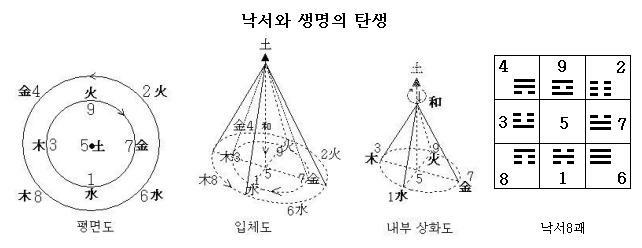 낙서와 생명의 탄생
金4 火 2火
9
木3 5土 7金
1
水
木8 6水
평면도
土
金4 和 火
3 9 2火
木
木8 5 7
1 金
水
6水
입체도
土
和
3 9 7
木 火
5 金
1水
내부 상화도
4 9 2
3 5 7
8 1 6
낙서8괘